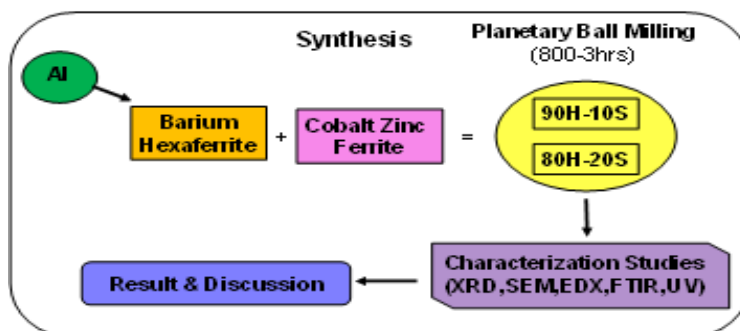 Synthesis
Planetary Ball Milling
(800-3hrs)
Al
Barium
Hexaferrite
+
Cobalt Zinc
Ferrite
=
90H-10S
80H-20S
Characterization Studies
(XRD,SEM,EDX,FTIR,UV)
Result & Discussion